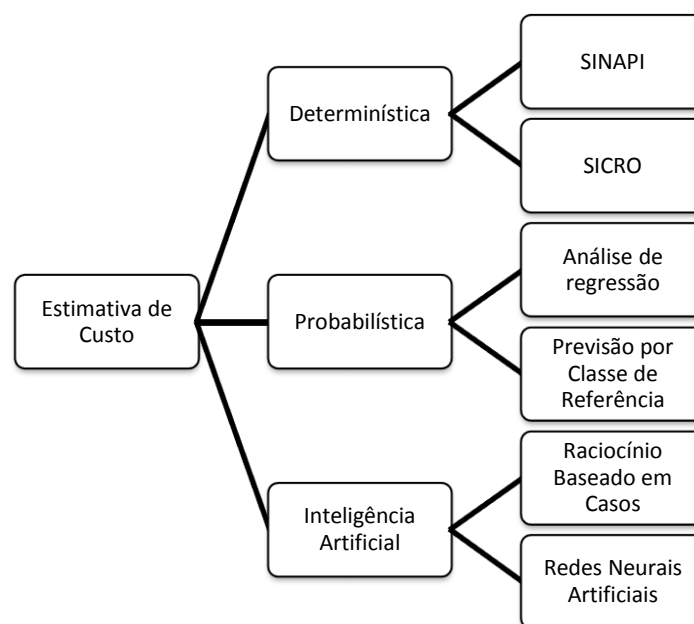 Estimativa de
Custo
Determinística
SINAPI
SICRO
Probabilística
Análise de
regressão
Previsão por
Classe de
Referência
Inteligência
Artificial
Raciocínio
Baseado em
Casos
Redes Neurais
Artificiais